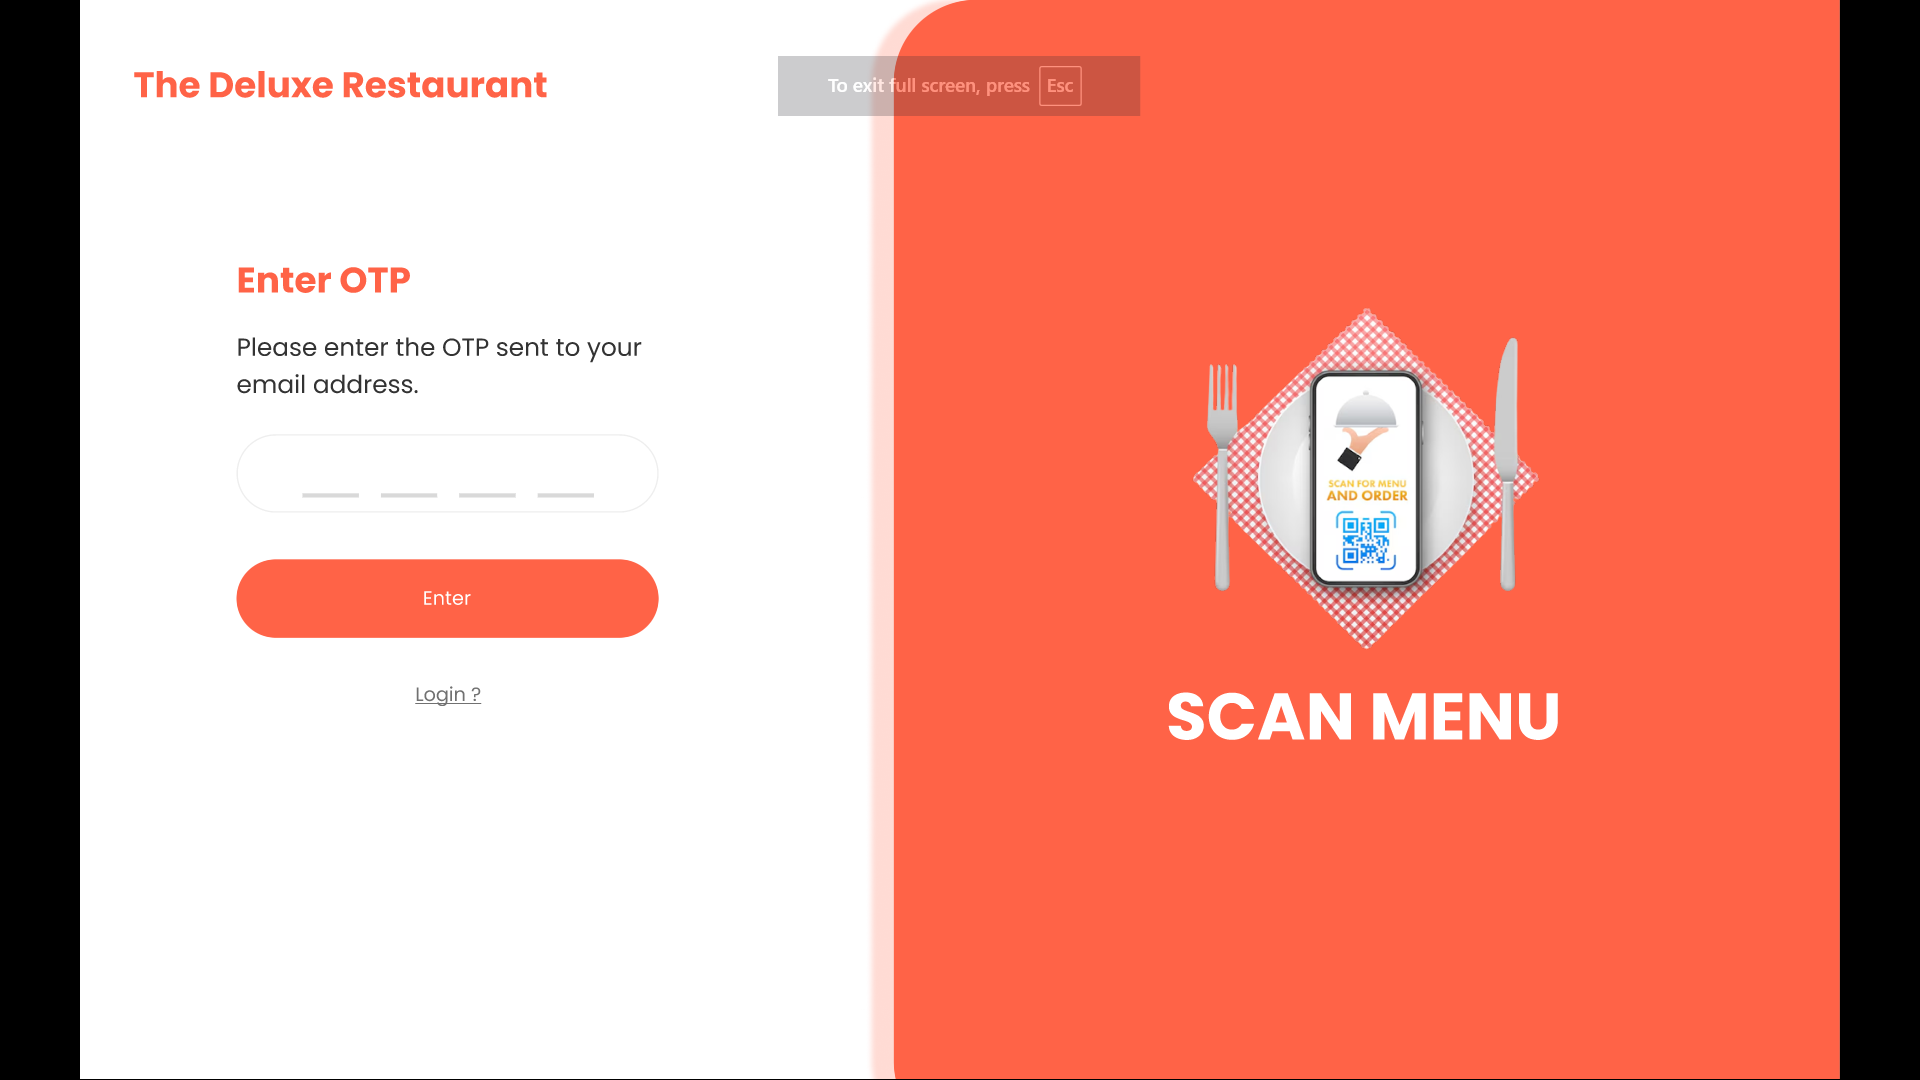 The Deluxe Restaurant
To exit full screen, press Esc
Enter OTP
Please enter the OTP sent to your
email address.
Enter
Login ?
SCAN FOR MENU
AND ORDER
SCAN MENU